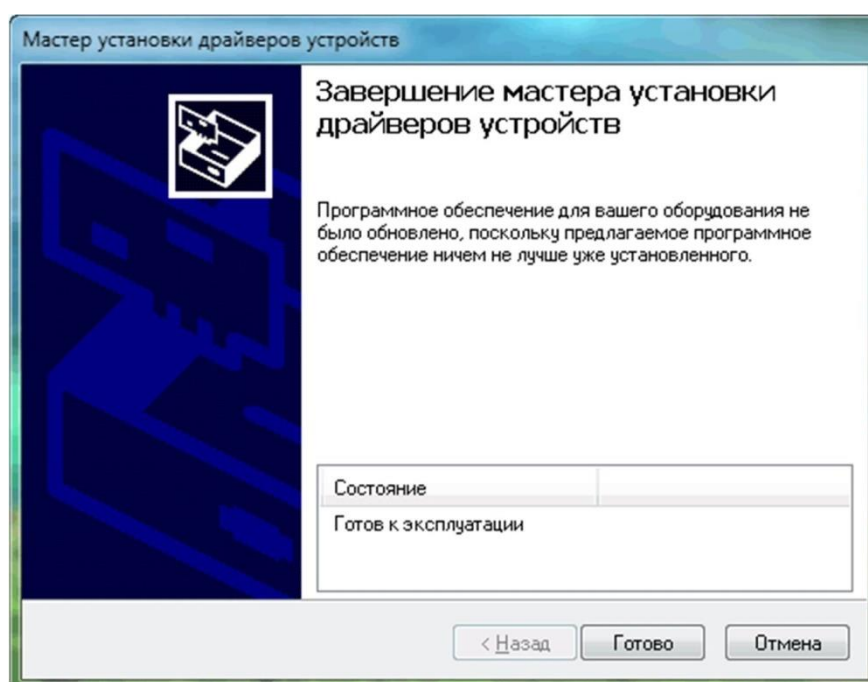 Мастер установки драйверов устройств
Завершение мастера установки
драйверов устройств
Программное обеспечение для вашего оборудования не
было обновлено, поскольку предлагаемое программное
обеспечение ничем не лучше уже установленного.
Состояние
Готов к эксплуатации
< Назад
Готово
Отмена